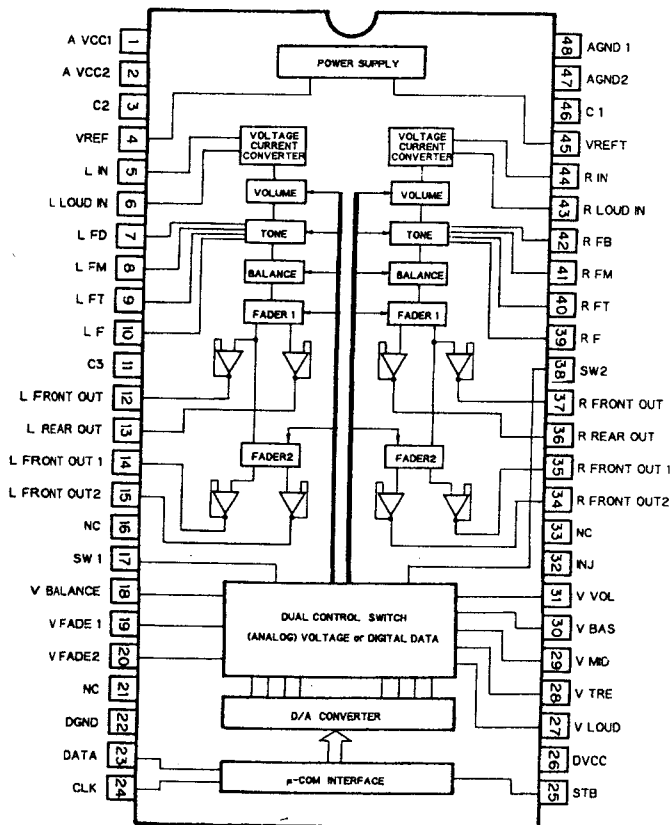 A VCC1 1
A VCC2 2
C2 3
VREF 4
L IN 5
L LOUD IN 6
L FD 7
L FM 8
L FT 9
L F 10
C3 11
L FRONT OUT 12
L REAR OUT 13
L FRONT OUT 1 14
L FRONT OUT2 15
NC 16
SW 1 17
V BALANCE 18
V FADE 1 19
V FADE2 20
NC 21
DGND 22
DATA 23
CLK 24
POWER SUPPLY
VOLTAGE
CURRENT
CONVERTER
VOLUME
TONE
BALANCE
FADER 1
FADER2
VOLTAGE
CURRENT
CONVERTER
VOLUME
TONE
BALANCE
FADER 1
FADER2
DUAL CONTROL SWITCH
(ANALOG) VOLTAGE or DIGITAL DATA
D/A CONVERTER
μ-COM INTERFACE
48 AGND 1
47 AGND2
46 C 1
45 VREFT
44 R IN
43 R LOUD IN
42 R FB
41 R FM
40 R FT
39 R F
38 SW2
37 R FRONT OUT
36 R REAR OUT
35 R FRONT OUT 1
34 R FRONT OUT2
33 NC
32 INJ
31 V VOL
30 V BAS
29 V MID
28 V TRE
27 V LOUD
26 DVCC
25 STB